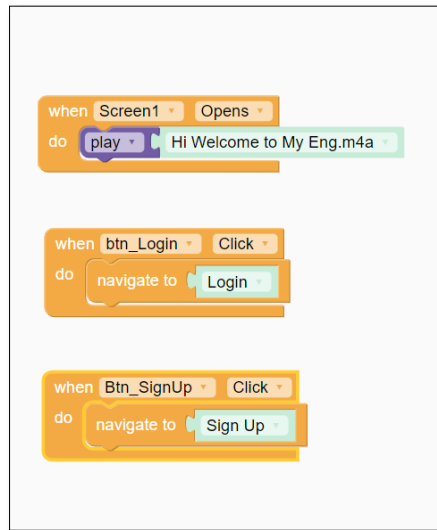 when Screen1 Opens
do play Hi Welcome to My Eng.m4a
when btn_Login Click
do navigate to Login
when Btn_SignUp Click
do navigate to Sign Up